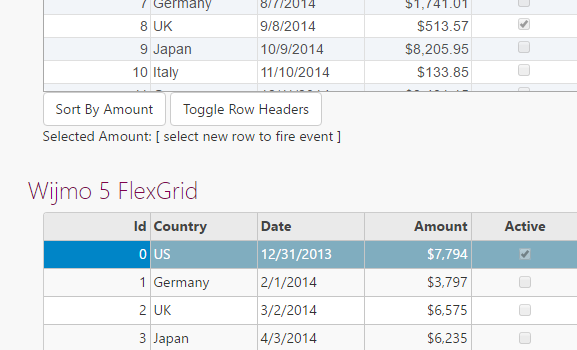 7 Germany 8/7/2014 $1,741.01
8 UK 9/8/2014 $513.57
9 Japan 10/9/2014 $8,205.95
10 Italy 11/10/2014 $133.85
Sort By Amount Toggle Row Headers
Selected Amount: [ select new row to fire event ]
Wijmo 5 FlexGrid
Id Country Date Amount Active
0 US 12/31/2013 $7,794
1 Germany 2/1/2014 $3,797
2 UK 3/2/2014 $6,575
3 Japan 4/3/2014 $6,235